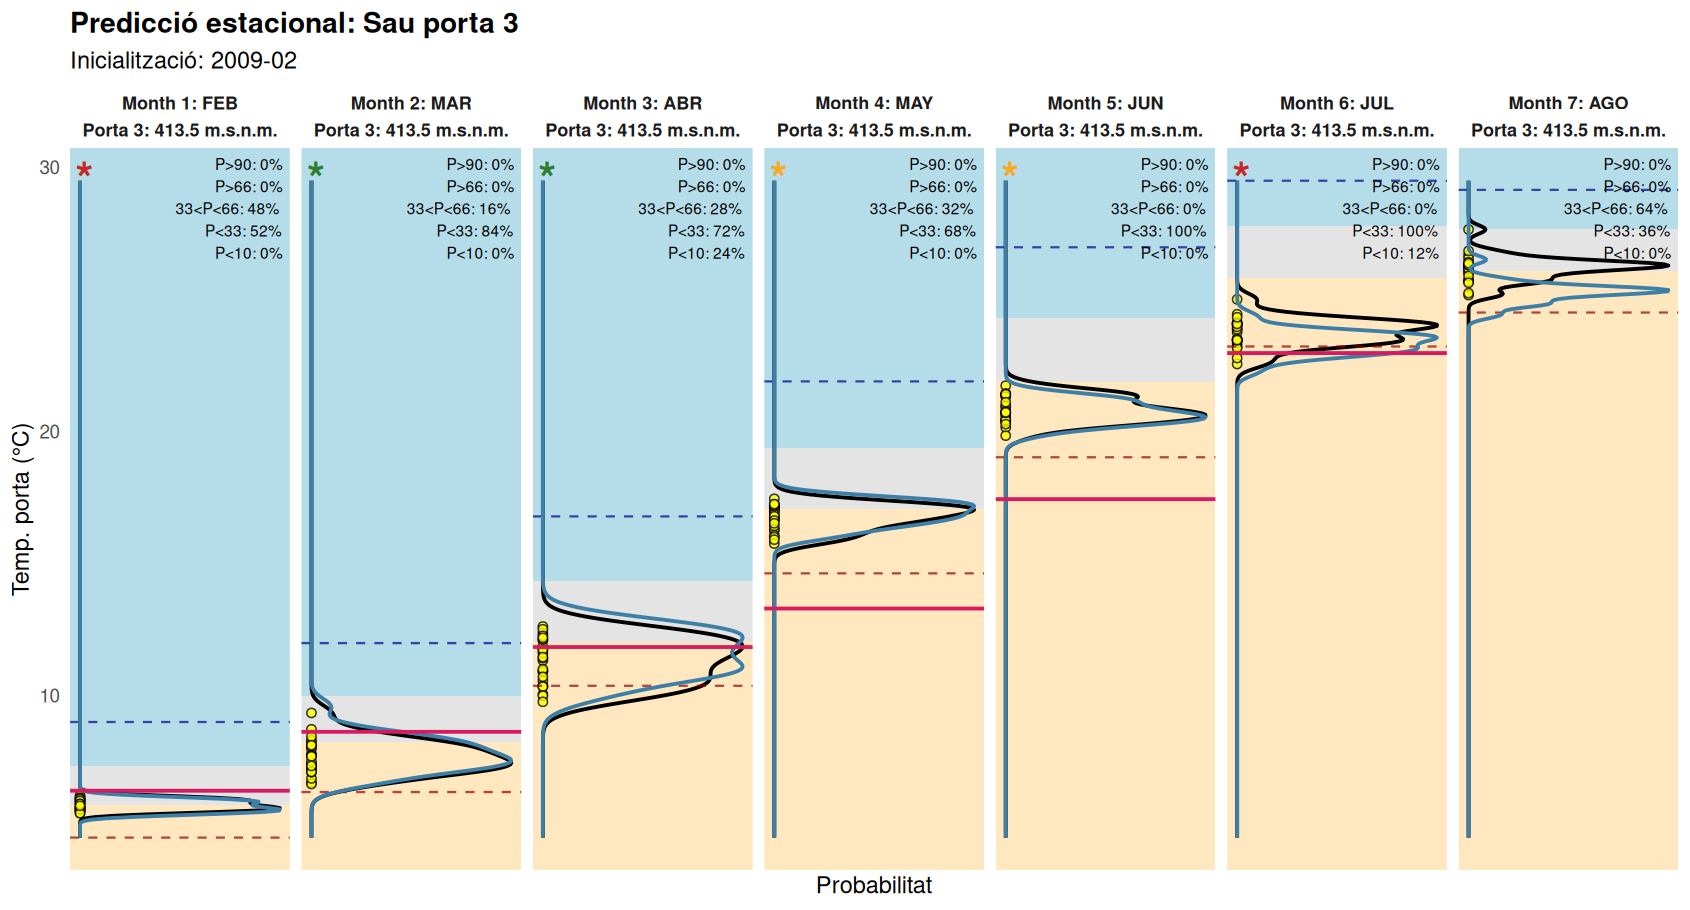 Predicció estacional: Sau porta 3
Inicialització: 2009-02
Month 1: FEB
Porta 3: 413.5 m.s.n.m.
Month 2: MAR
Porta 3: 413.5 m.s.n.m.
Month 3: ABR
Porta 3: 413.5 m.s.n.m.
Month 4: MAY
Porta 3: 413.5 m.s.n.m.
Month 5: JUN
Porta 3: 413.5 m.s.n.m.
Month 6: JUL
Porta 3: 413.5 m.s.n.m.
Month 7: AGO
Porta 3: 413.5 m.s.n.m.
*
P>90: 0%
P>66: 0%
33<P<66: 48%
P<33: 52%
P<10: 0%
*
P>90: 0%
P>66: 0%
33<P<66: 16%
P<33: 84%
P<10: 0%
*
P>90: 0%
P>66: 0%
33<P<66: 28%
P<33: 72%
P<10: 24%
*
P>90: 0%
P>66: 0%
33<P<66: 32%
P<33: 68%
P<10: 0%
*
P>90: 0%
P>66: 0%
33<P<66: 0%
P<33: 100%
P<10: 0%
*
P>90: 0%
P>66: 0%
33<P<66: 0%
P<33: 100%
P<10: 12%
P>90: 0%
P>66: 0%
33<P<66: 64%
P<33: 36%
P<10: 0%
30
20
10
Temp. porta (°C)
Probabilitat